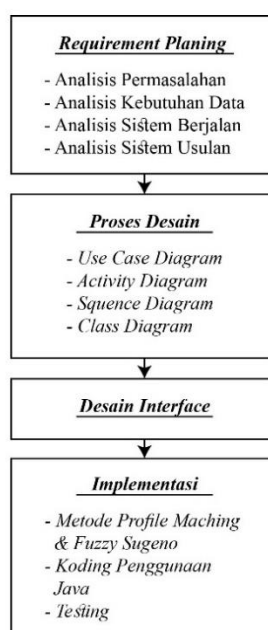 Requirement Planing
- Analisis Permasalahan
- Analisis Kebutuhan Data
- Analisis Sistem Berjalan
- Analisis Sistem Usulan
Proses Desain
- Use Case Diagram
- Activity Diagram
- Squence Diagram
- Class Diagram
Desain Interface
Implementasi
- Metode Profile Maching
& Fuzzy Sugeno
- Koding Penggunaan
Java
- Testing